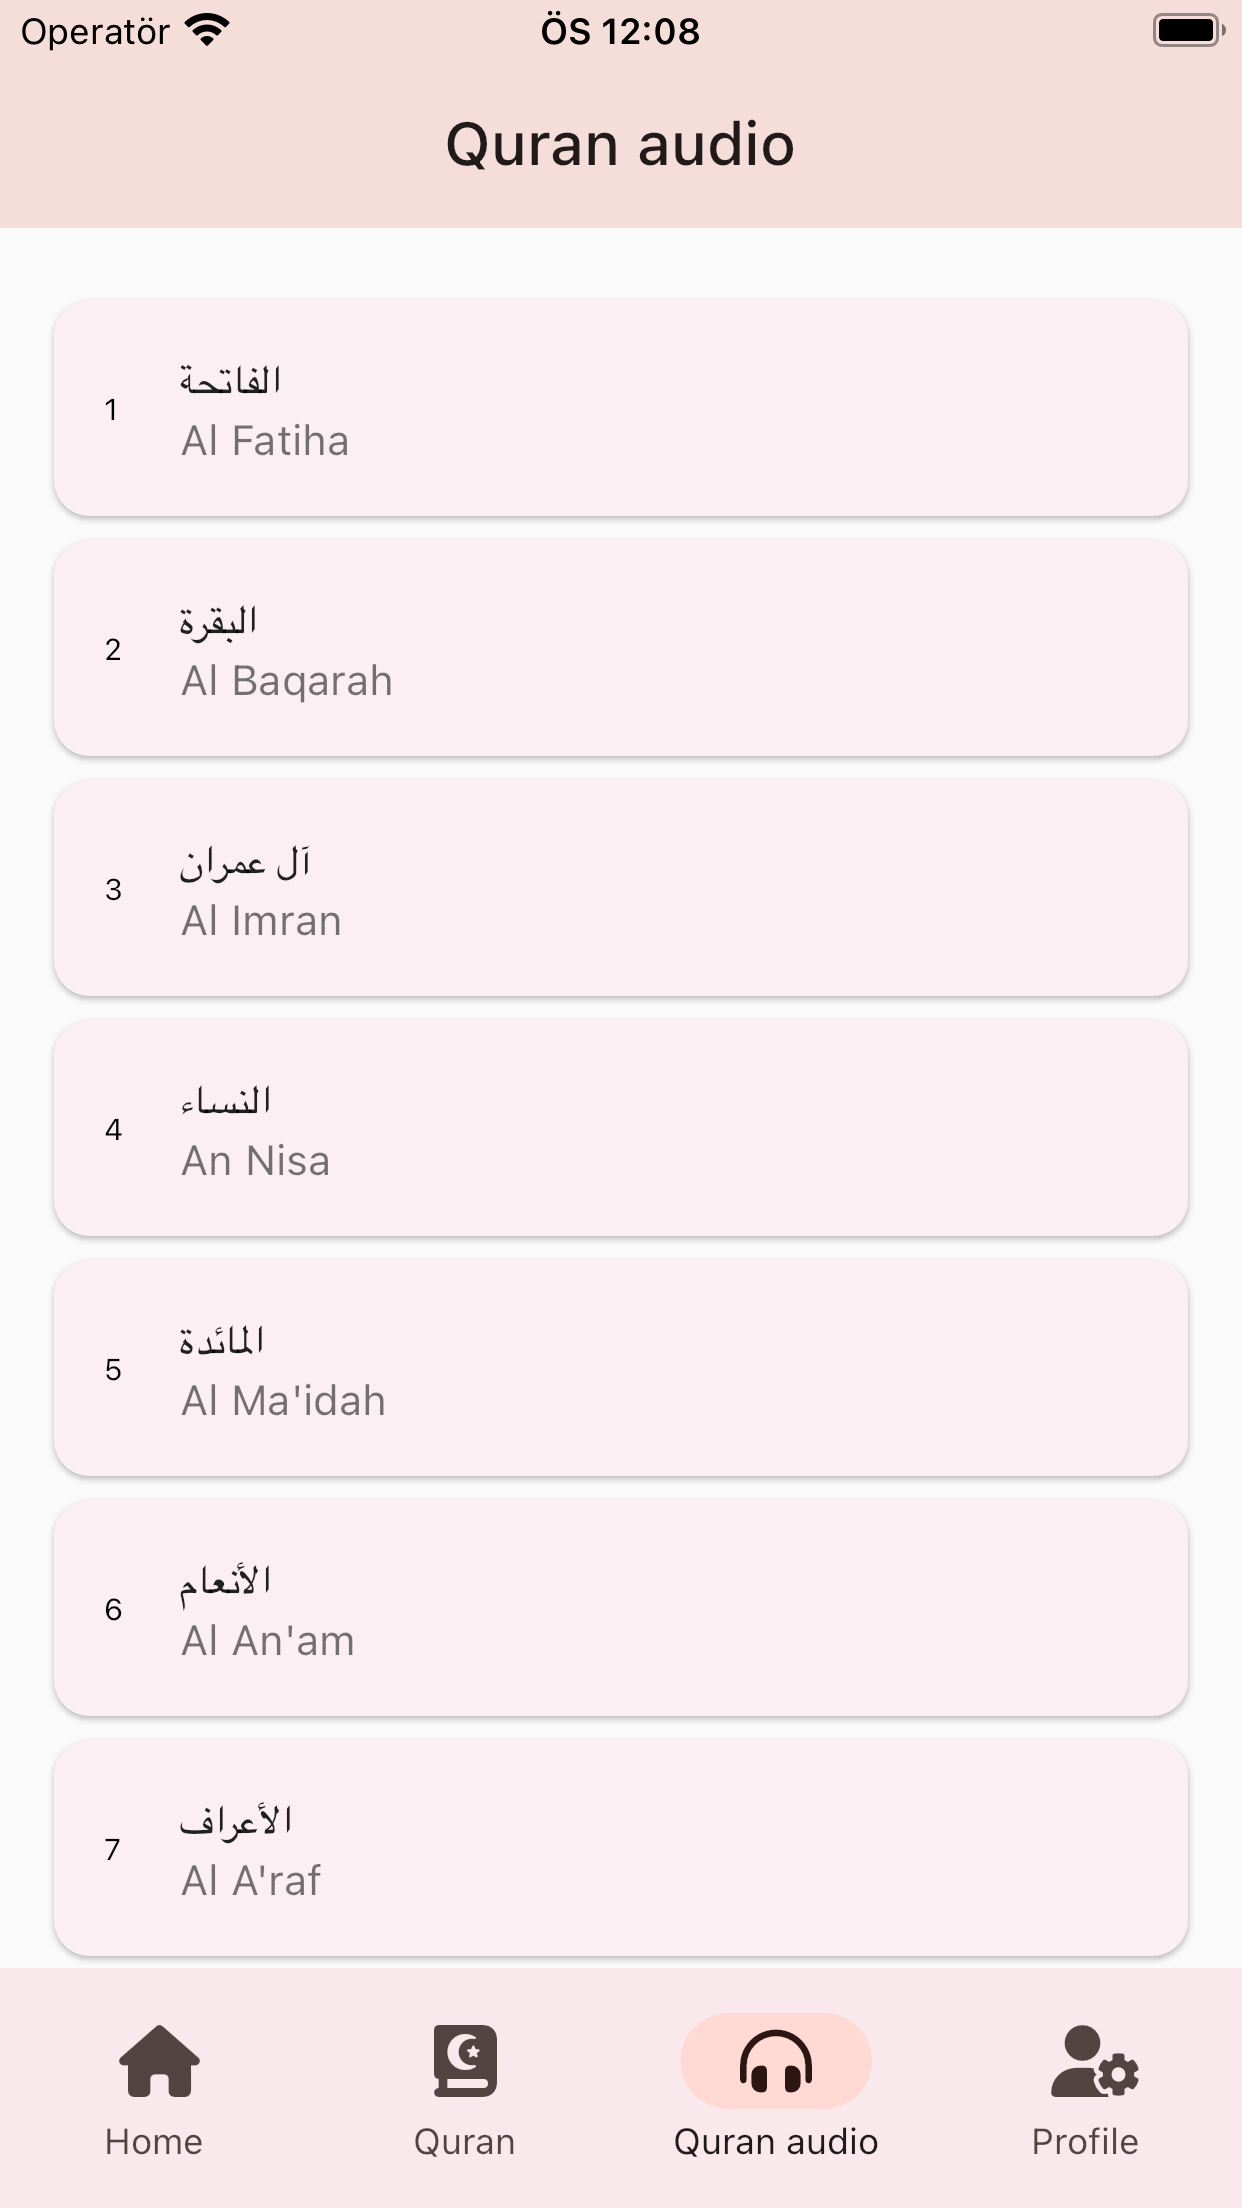 Operatör ÖS 12:08
Quran audio
1
الفاتحة
Al Fatiha
2
البقرة
Al Baqarah
3
آل عمران
Al Imran
4
النساء
An Nisa
5
المائدة
Al Ma'idah
6
الأنعام
Al An'am
7
الأعراف
Al A'raf
Home Quran Quran audio Profile